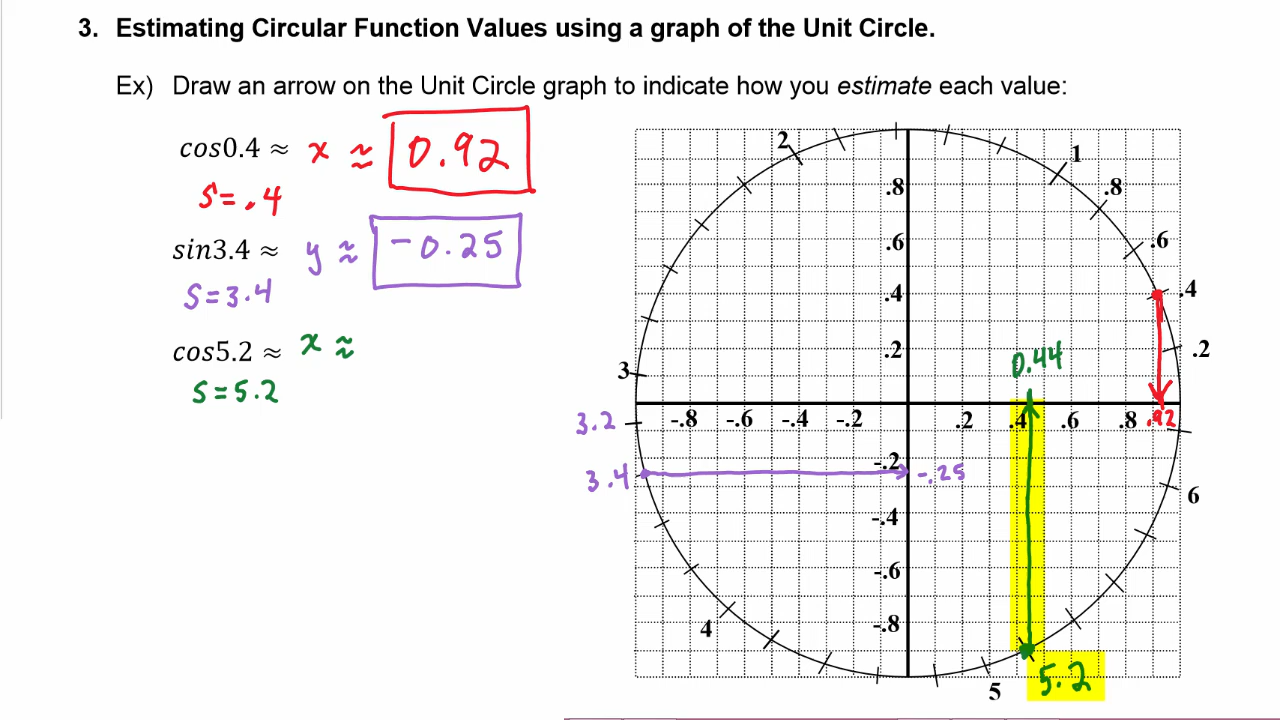 3. Estimating Circular Function Values using a graph of the Unit Circle.
Ex) Draw an arrow on the Unit Circle graph to indicate how you estimate each value:
cos0.4 ≈ x ≈ 0.92
s = .4
sin3.4 ≈ y ≈ -0.25
s = 3.4
cos5.2 ≈ x ≈
s = 5.2
2
1
.8
.8
.6
.6
.4
.4
.2
.2
0.44
3
3.2
-.8 -.6 -.4 -.2 .2 .4 .6 .8 .92
-.2
-.25
3.4
6
-.4
-.6
-.8
4
5.2
5